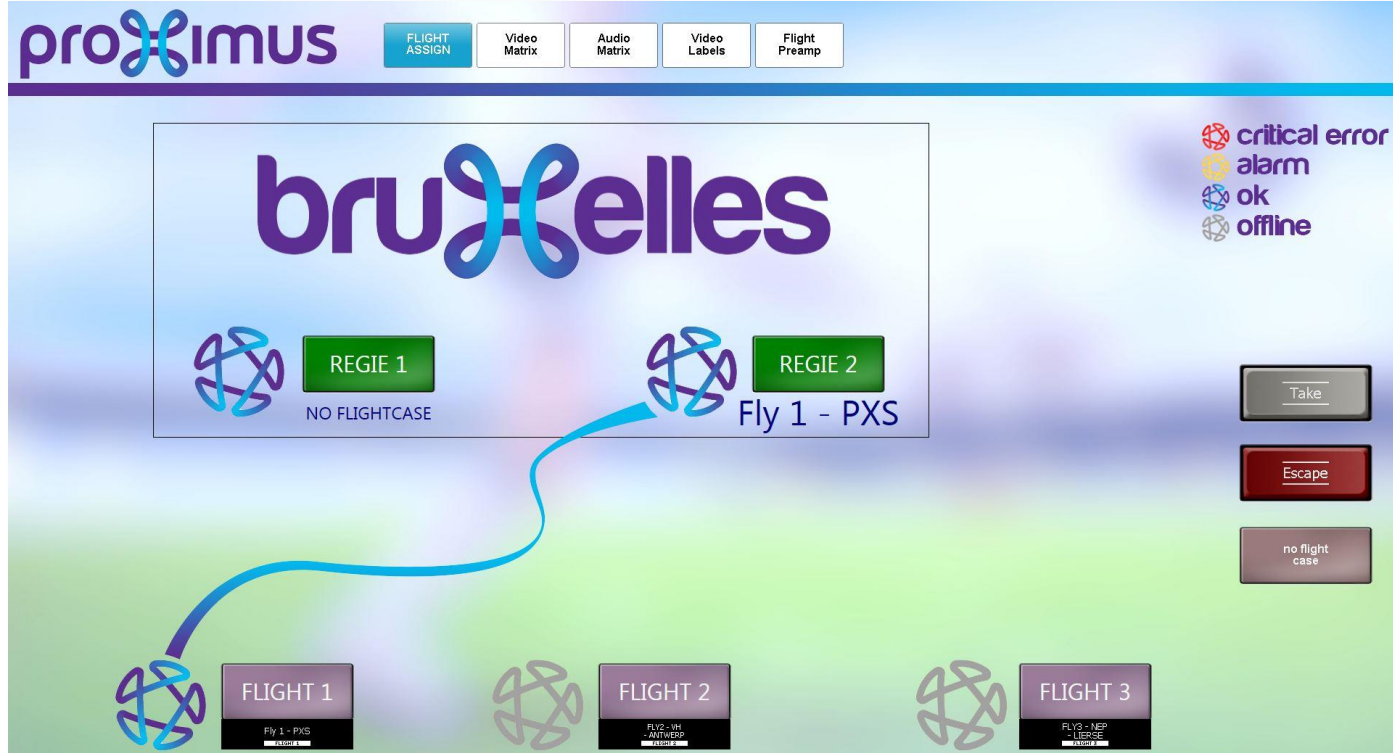 proximus
FLIGHT
ASSIGN
Video
Matrix
Audio
Matrix
Video
Labels
Flight
Preamp
critical error
alarm
ok
offline
bruxelles
REGIE 1
NO FLIGHTCASE
REGIE 2
Fly 1 - PXS
Take
Escape
no flight
case
FLIGHT 1
Fly 1 - PXS
FLIGHT 1
FLIGHT 2
FLY2 - VH
- ANTWERP
FLIGHT 2
FLIGHT 3
FLY3 - NEP
- LIERSE
FLIGHT 3